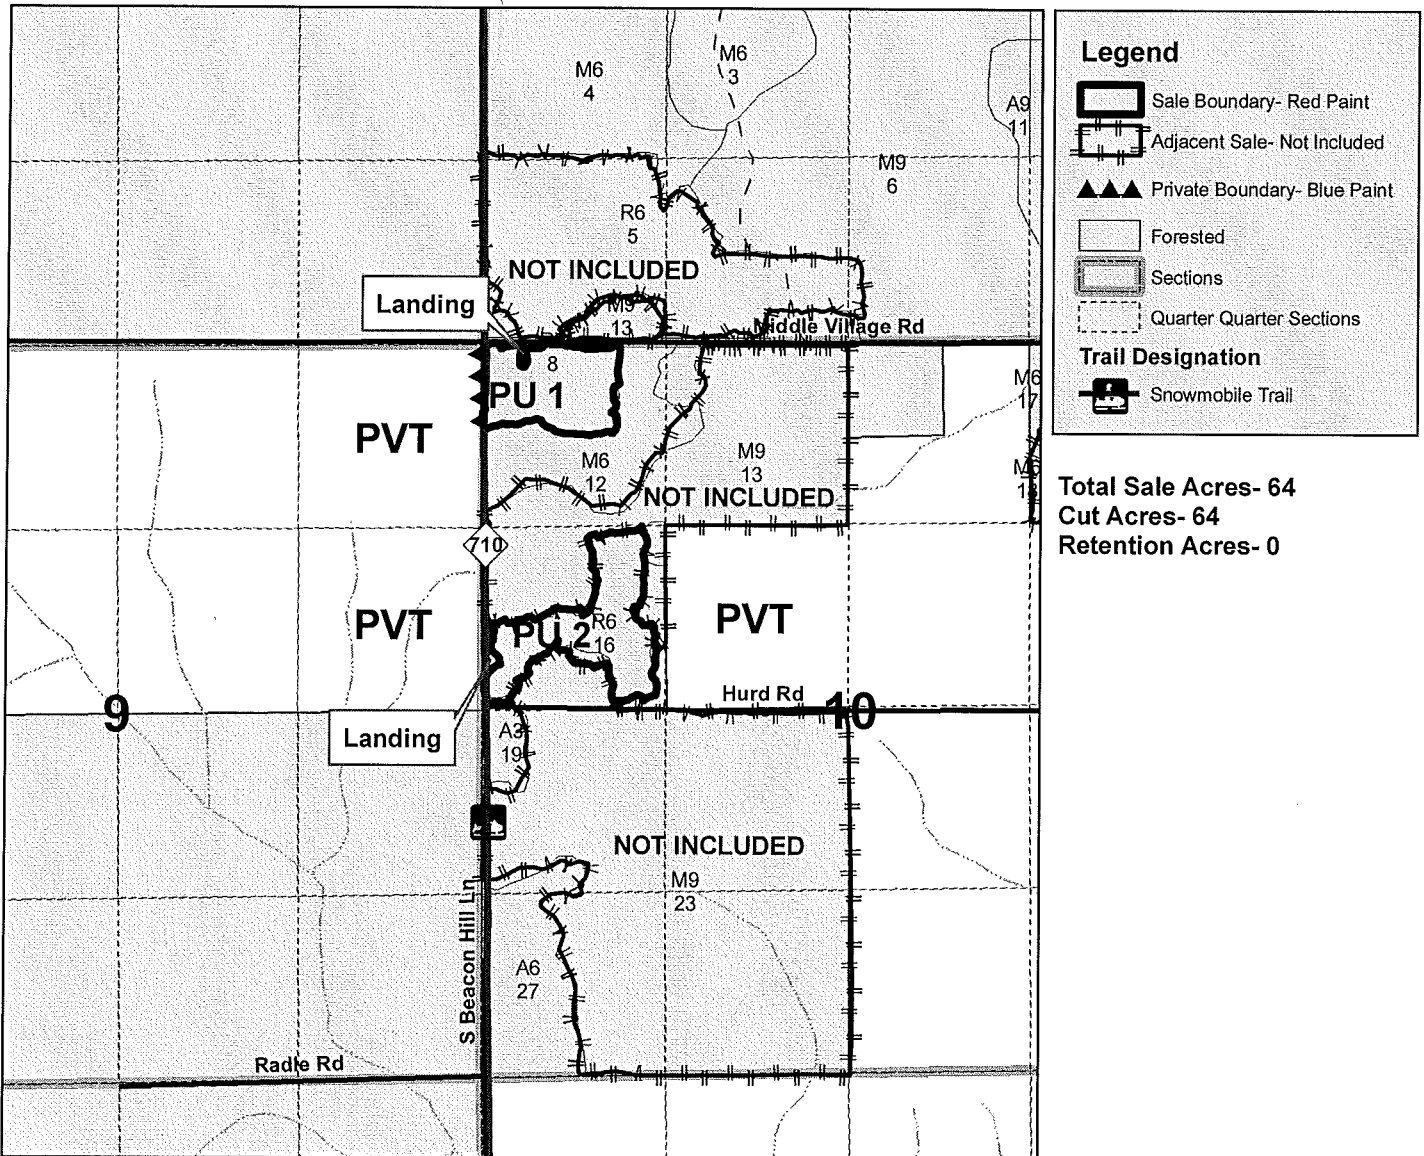 M6
4
M6
3
A9
11
M9
6
R6
5
NOT INCLUDED
Landing
M9
13
Middle Village Rd
8
PU 1
PVT
M6
12
M9
13
NOT INCLUDED
M6
17
M6
18
710
PVT
PU 2
R6
16
PVT
Hurd Rd
9
10
Landing
A3
19
NOT INCLUDED
M9
23
S Beacon Hill Ln
A6
27
Radle Rd
Legend
Sale Boundary- Red Paint
Adjacent Sale- Not Included
Private Boundary- Blue Paint
Forested
Sections
Quarter Quarter Sections
Trail Designation
Snowmobile Trail
Total Sale Acres- 64
Cut Acres- 64
Retention Acres- 0